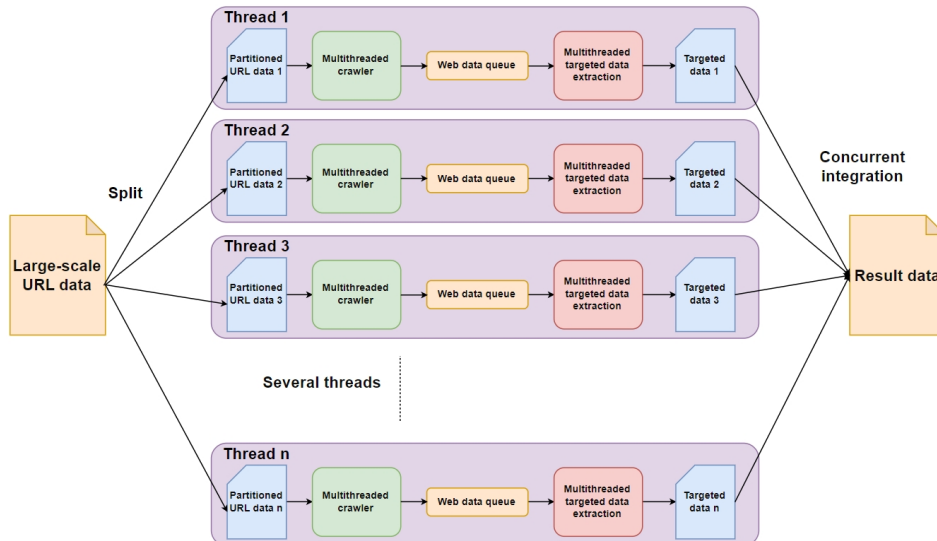 Thread 1
Partitioned
URL data 1
Multithreaded
crawler
Web data queue
Multithreaded
targeted data
extraction
Targeted
data 1
Thread 2
Partitioned
URL data 2
Multithreaded
crawler
Web data queue
Multithreaded
targeted data
extraction
Targeted
data 2
Split
Concurrent
integration
Large-scale
URL data
Thread 3
Partitioned
URL data 3
Multithreaded
crawler
Web data queue
Multithreaded
targeted data
extraction
Targeted
data 3
Result data
Several threads
Thread n
Partitioned
URL data n
Multithreaded
crawler
Web data queue
Multithreaded
targeted data
extraction
Targeted
data n